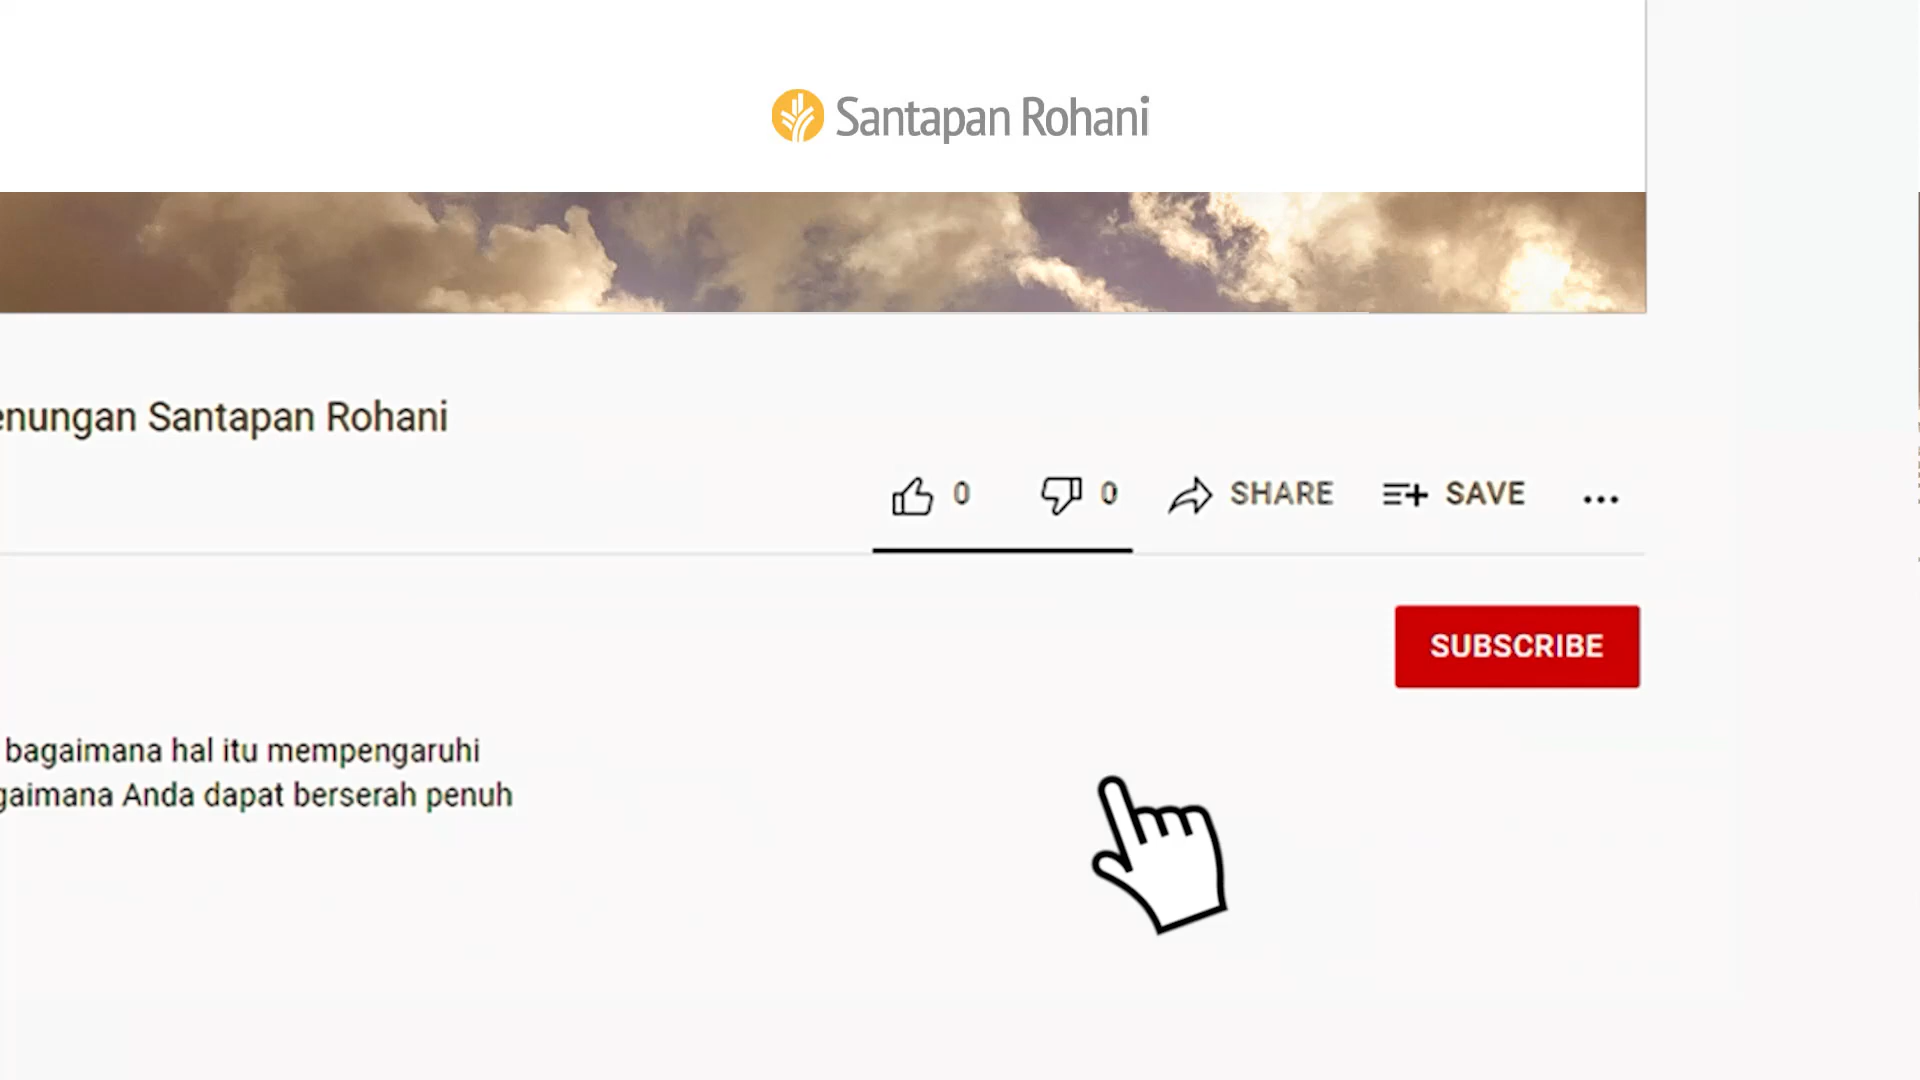 Santapan Rohani
enungan Santapan Rohani
0 0 SHARE SAVE
SUBSCRIBE
bagaimana hal itu mempengaruhi
gaimana Anda dapat berserah penuh